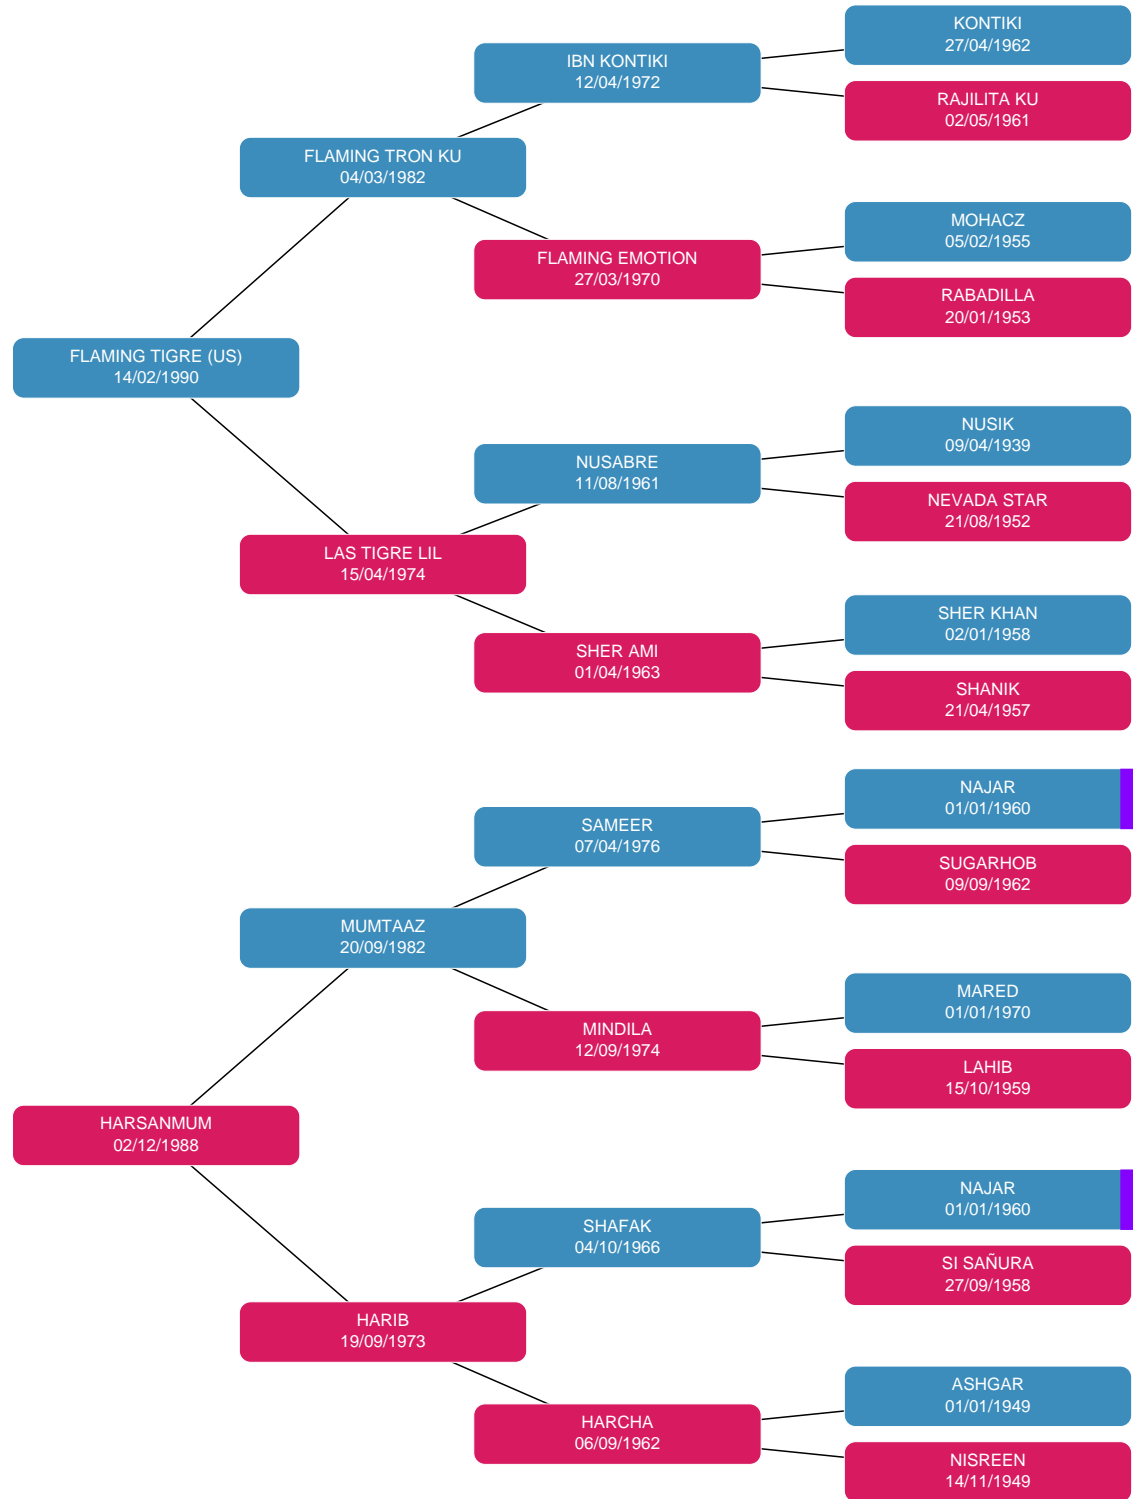 KONTIKI
27/04/1962
IBN KONTIKI
12/04/1972
RAJILITA KU
02/05/1961
FLAMING TRON KU
04/03/1982
MOHACZ
05/02/1955
FLAMING EMOTION
27/03/1970
RABADILLA
20/01/1953
FLAMING TIGRE (US)
14/02/1990
NUSIK
09/04/1939
NUSABRE
11/08/1961
NEVADA STAR
21/08/1952
LAS TIGRE LIL
15/04/1974
SHER KHAN
02/01/1958
SHER AMI
01/04/1963
SHANIK
21/04/1957
NAJAR
01/01/1960
SAMEER
07/04/1976
SUGARHOB
09/09/1962
MUMTAAZ
20/09/1982
MARED
01/01/1970
MINDILA
12/09/1974
LAHIB
15/10/1959
HARSANMUM
02/12/1988
NAJAR
01/01/1960
SHAFAK
04/10/1966
SI SAÑURA
27/09/1958
HARIB
19/09/1973
ASHGAR
01/01/1949
HARCHA
06/09/1962
NISREEN
14/11/1949